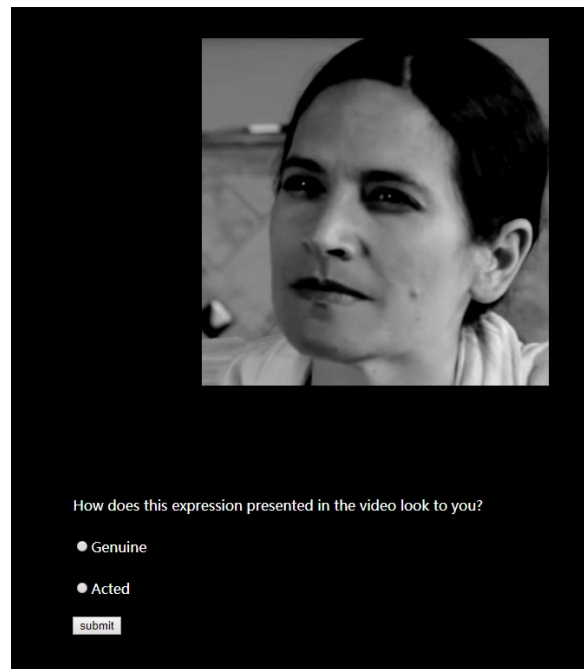 How does this expression presented in the video look to you?
Genuine
Acted
submit